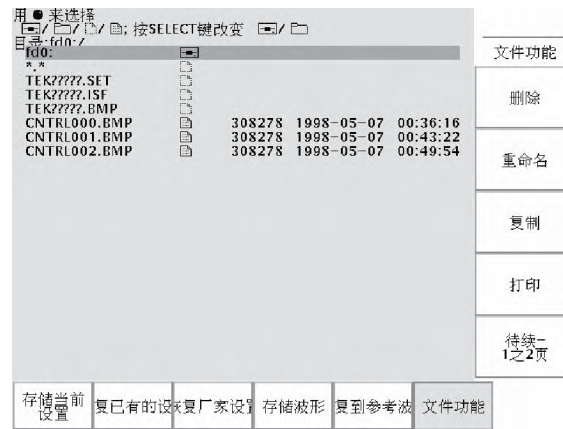 用 来选择
/ / / ; 按SELECT键改变 /
目录:fd0:/
fd0:
*.*
TEK?????.SET
TEK?????.ISF
TEK?????.BMP
CNTRL000.BMP 308278 1998-05-07 00:36:16
CNTRL001.BMP 308278 1998-05-07 00:43:22
CNTRL002.BMP 308278 1998-05-07 00:49:54
文件功能
删除
重命名
复制
打印
待续-
1之2页
存储当前
设置
复已有的设
复厂家设
存储波形
复到参考波
文件功能